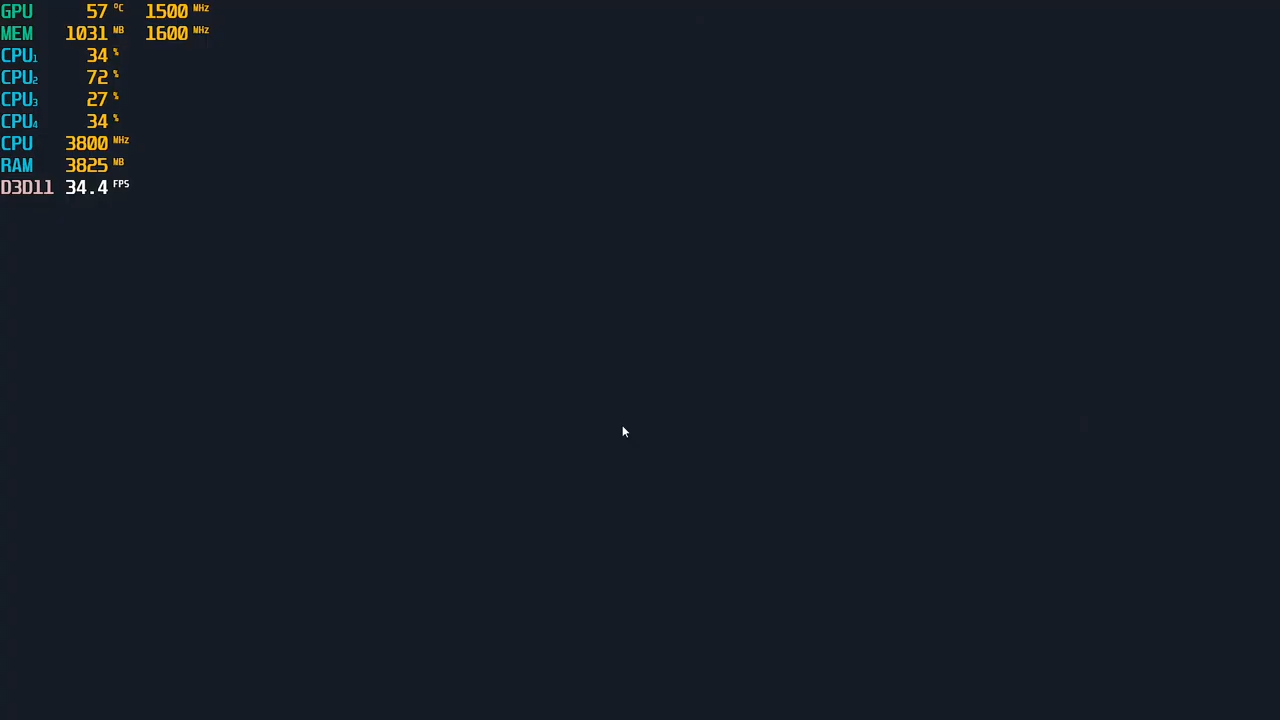 GPU 57 °C 1500 MHz
MEM 1031 MB 1600 MHz
CPU1 34 %
CPU2 72 %
CPU3 27 %
CPU4 34 %
CPU 3800 MHz
RAM 3825 MB
D3D11 34.4 FPS